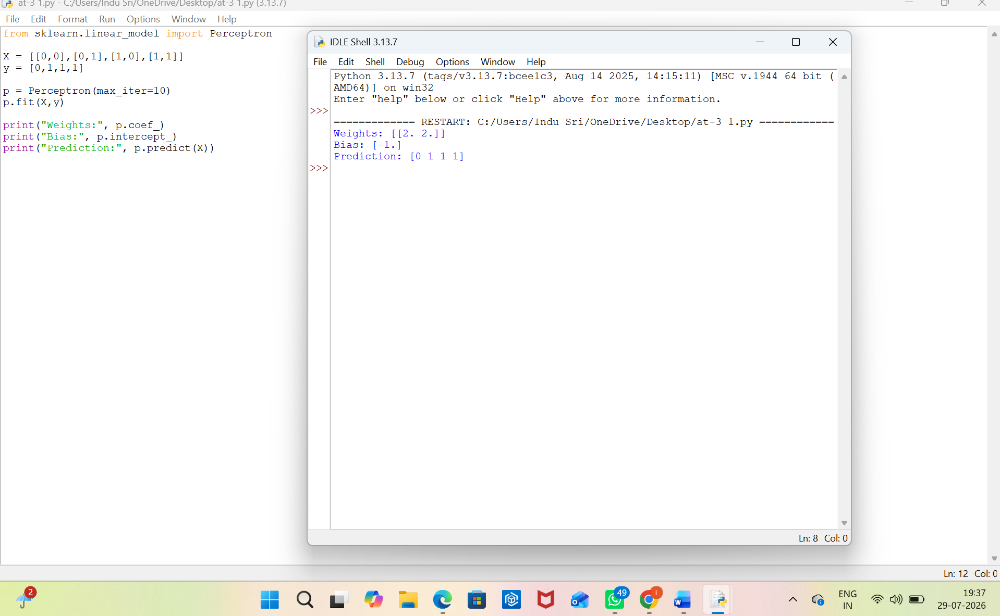 at-3 1.py - C:/Users/Indu Sri/OneDrive/Desktop/at-3 1.py (3.13.7)
File Edit Format Run Options Window Help
from sklearn.linear_model import Perceptron
X = [[0,0],[0,1],[1,0],[1,1]]
y = [0,1,1,1]
p = Perceptron(max_iter=10)
p.fit(X,y)
print("Weights:", p.coef_)
print("Bias:", p.intercept_)
print("Prediction:", p.predict(X))
IDLE Shell 3.13.7
File Edit Shell Debug Options Window Help
Python 3.13.7 (tags/v3.13.7:bcee1c3, Aug 14 2025, 14:15:11) [MSC v.1944 64 bit (
AMD64)] on win32
Enter "help" below or click "Help" above for more information.
>>>
============= RESTART: C:/Users/Indu Sri/OneDrive/Desktop/at-3 1.py ============
Weights: [[2. 2.]]
Bias: [-1.]
Prediction: [0 1 1 1]
>>>
Ln: 8 Col: 0
Ln: 12 Col: 0
2
49
W
ENG
IN
19:37
29-07-2026